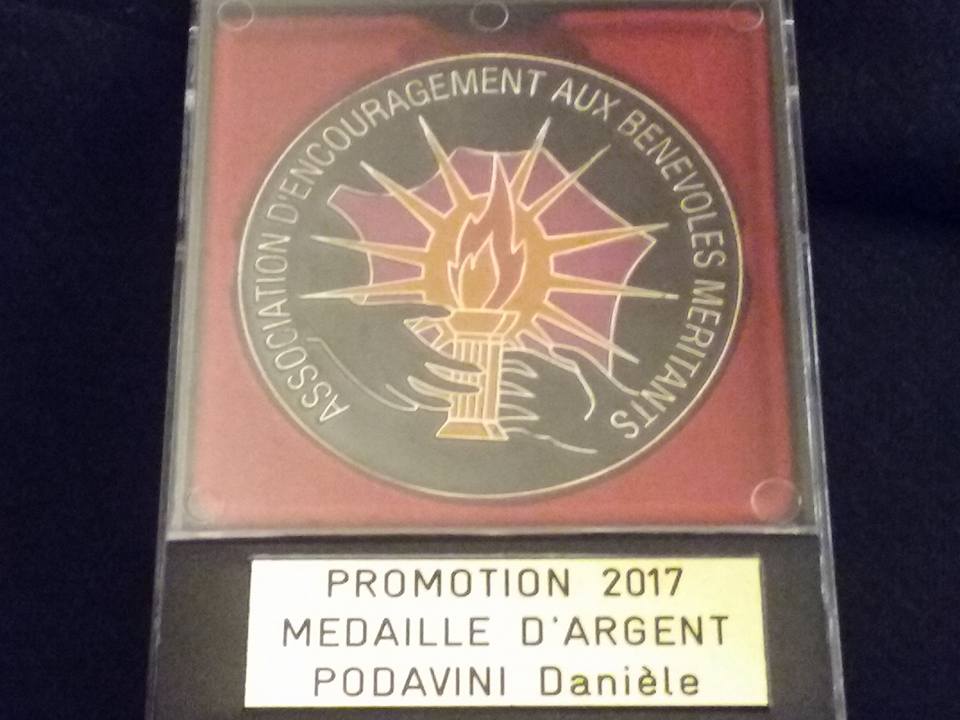 ASSOCIATION D'ENCOURAGEMENT AUX BENEVOLES MERITANTS
PROMOTION 2017
MEDAILLE D'ARGENT
PODAVINI Danièle